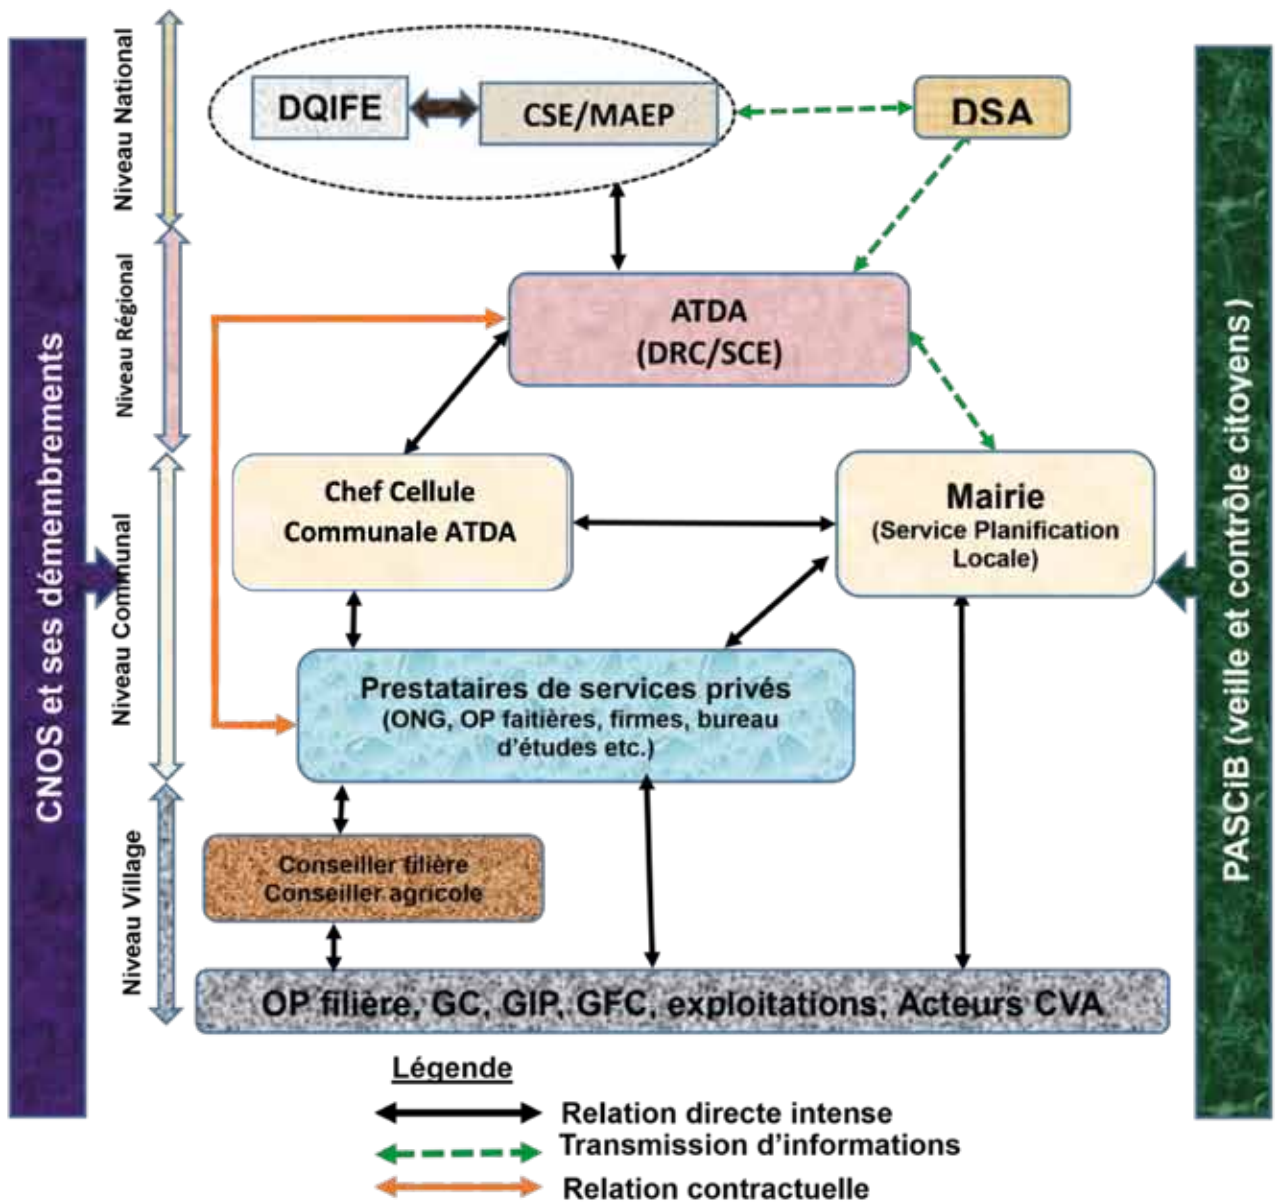 CNOS et ses démembrements
Niveau National
Niveau Régional
Niveau Communal
Niveau Village
DQIFE
CSE/MAEP
DSA
ATDA
(DRC/SCE)
Chef Cellule
Communale ATDA
Mairie
(Service Planification
Locale)
Prestataires de services privés
(ONG, OP faitières, firmes, bureau
d'études etc.)
Conseiller filière
Conseiller agricole
OP filière, GC, GIP, GFC, exploitations, Acteurs CVA
PASCiB (veille et contrôle citoyens)
Légende
Relation directe intense
Transmission d'informations
Relation contractuelle